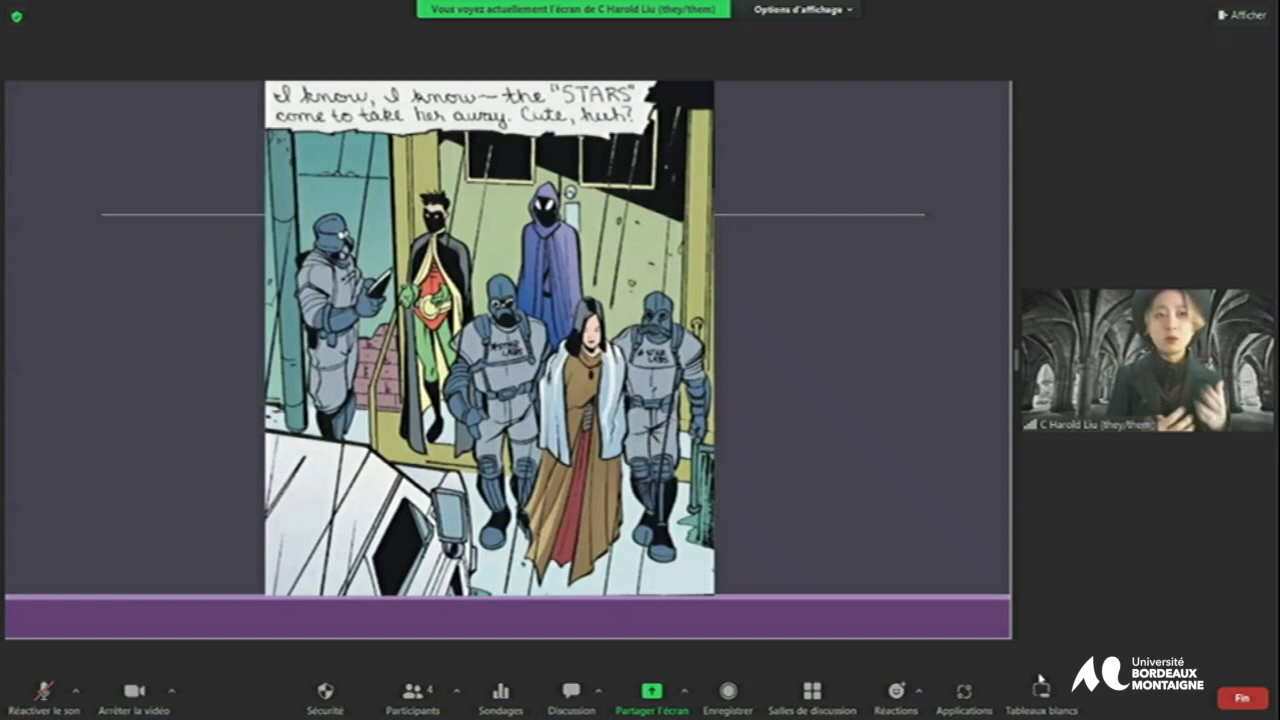 Vous voyez actuellement l'écran de C Harold Liu (they/them)
Options d'affichage
Afficher
I know, I know— the "STARS"
come to take her away. Cute, huh?
STAR
LABS
STAR
LABS
C Harold Liu (they/them)
Université
BORDEAUX
MONTAIGNE
Réactiver le son
Arrêter la vidéo
Sécurité
4
Participants
Sondages
Discussion
Partager l'écran
Enregistrer
Salles de discussion
Réactions
Applications
Tableaux blancs
Fin